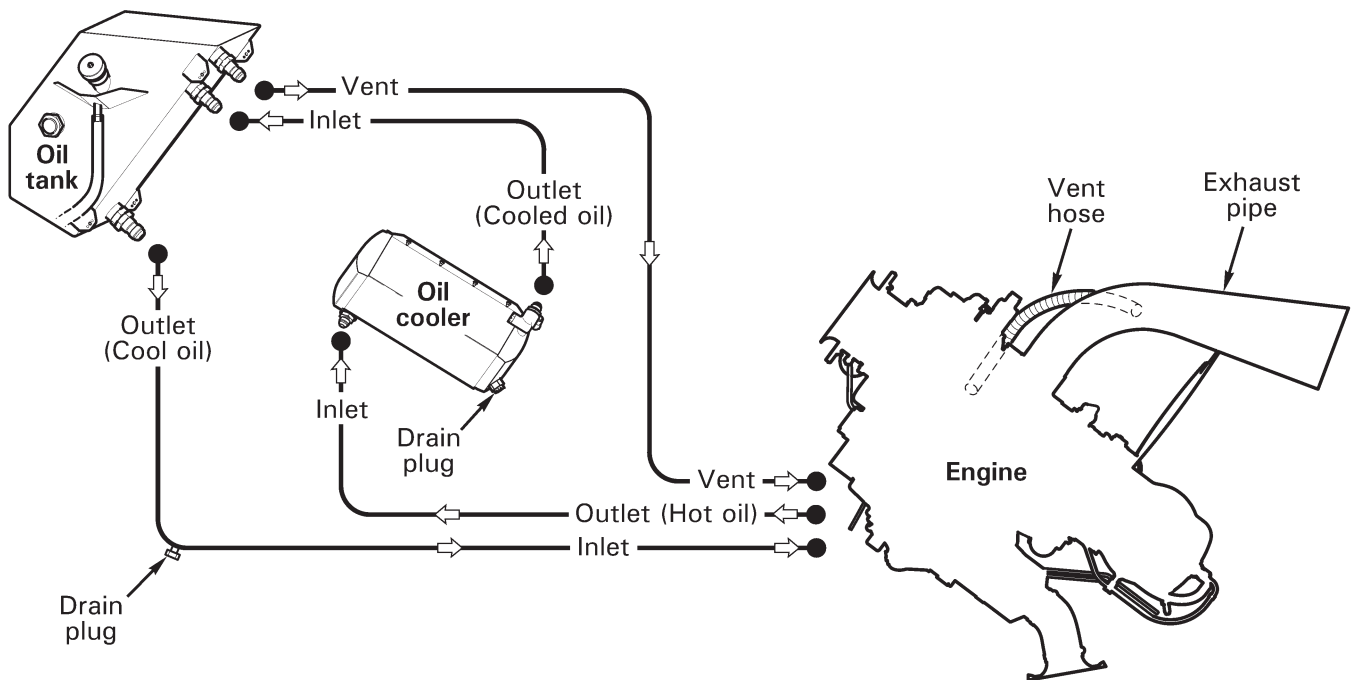 Vent
Inlet
Oil
tank
Outlet
(Cooled oil)
Vent
hose
Exhaust
pipe
Oil
cooler
Outlet
(Cool oil)
Inlet
Drain
plug
Engine
Vent
Outlet (Hot oil)
Inlet
Drain
plug